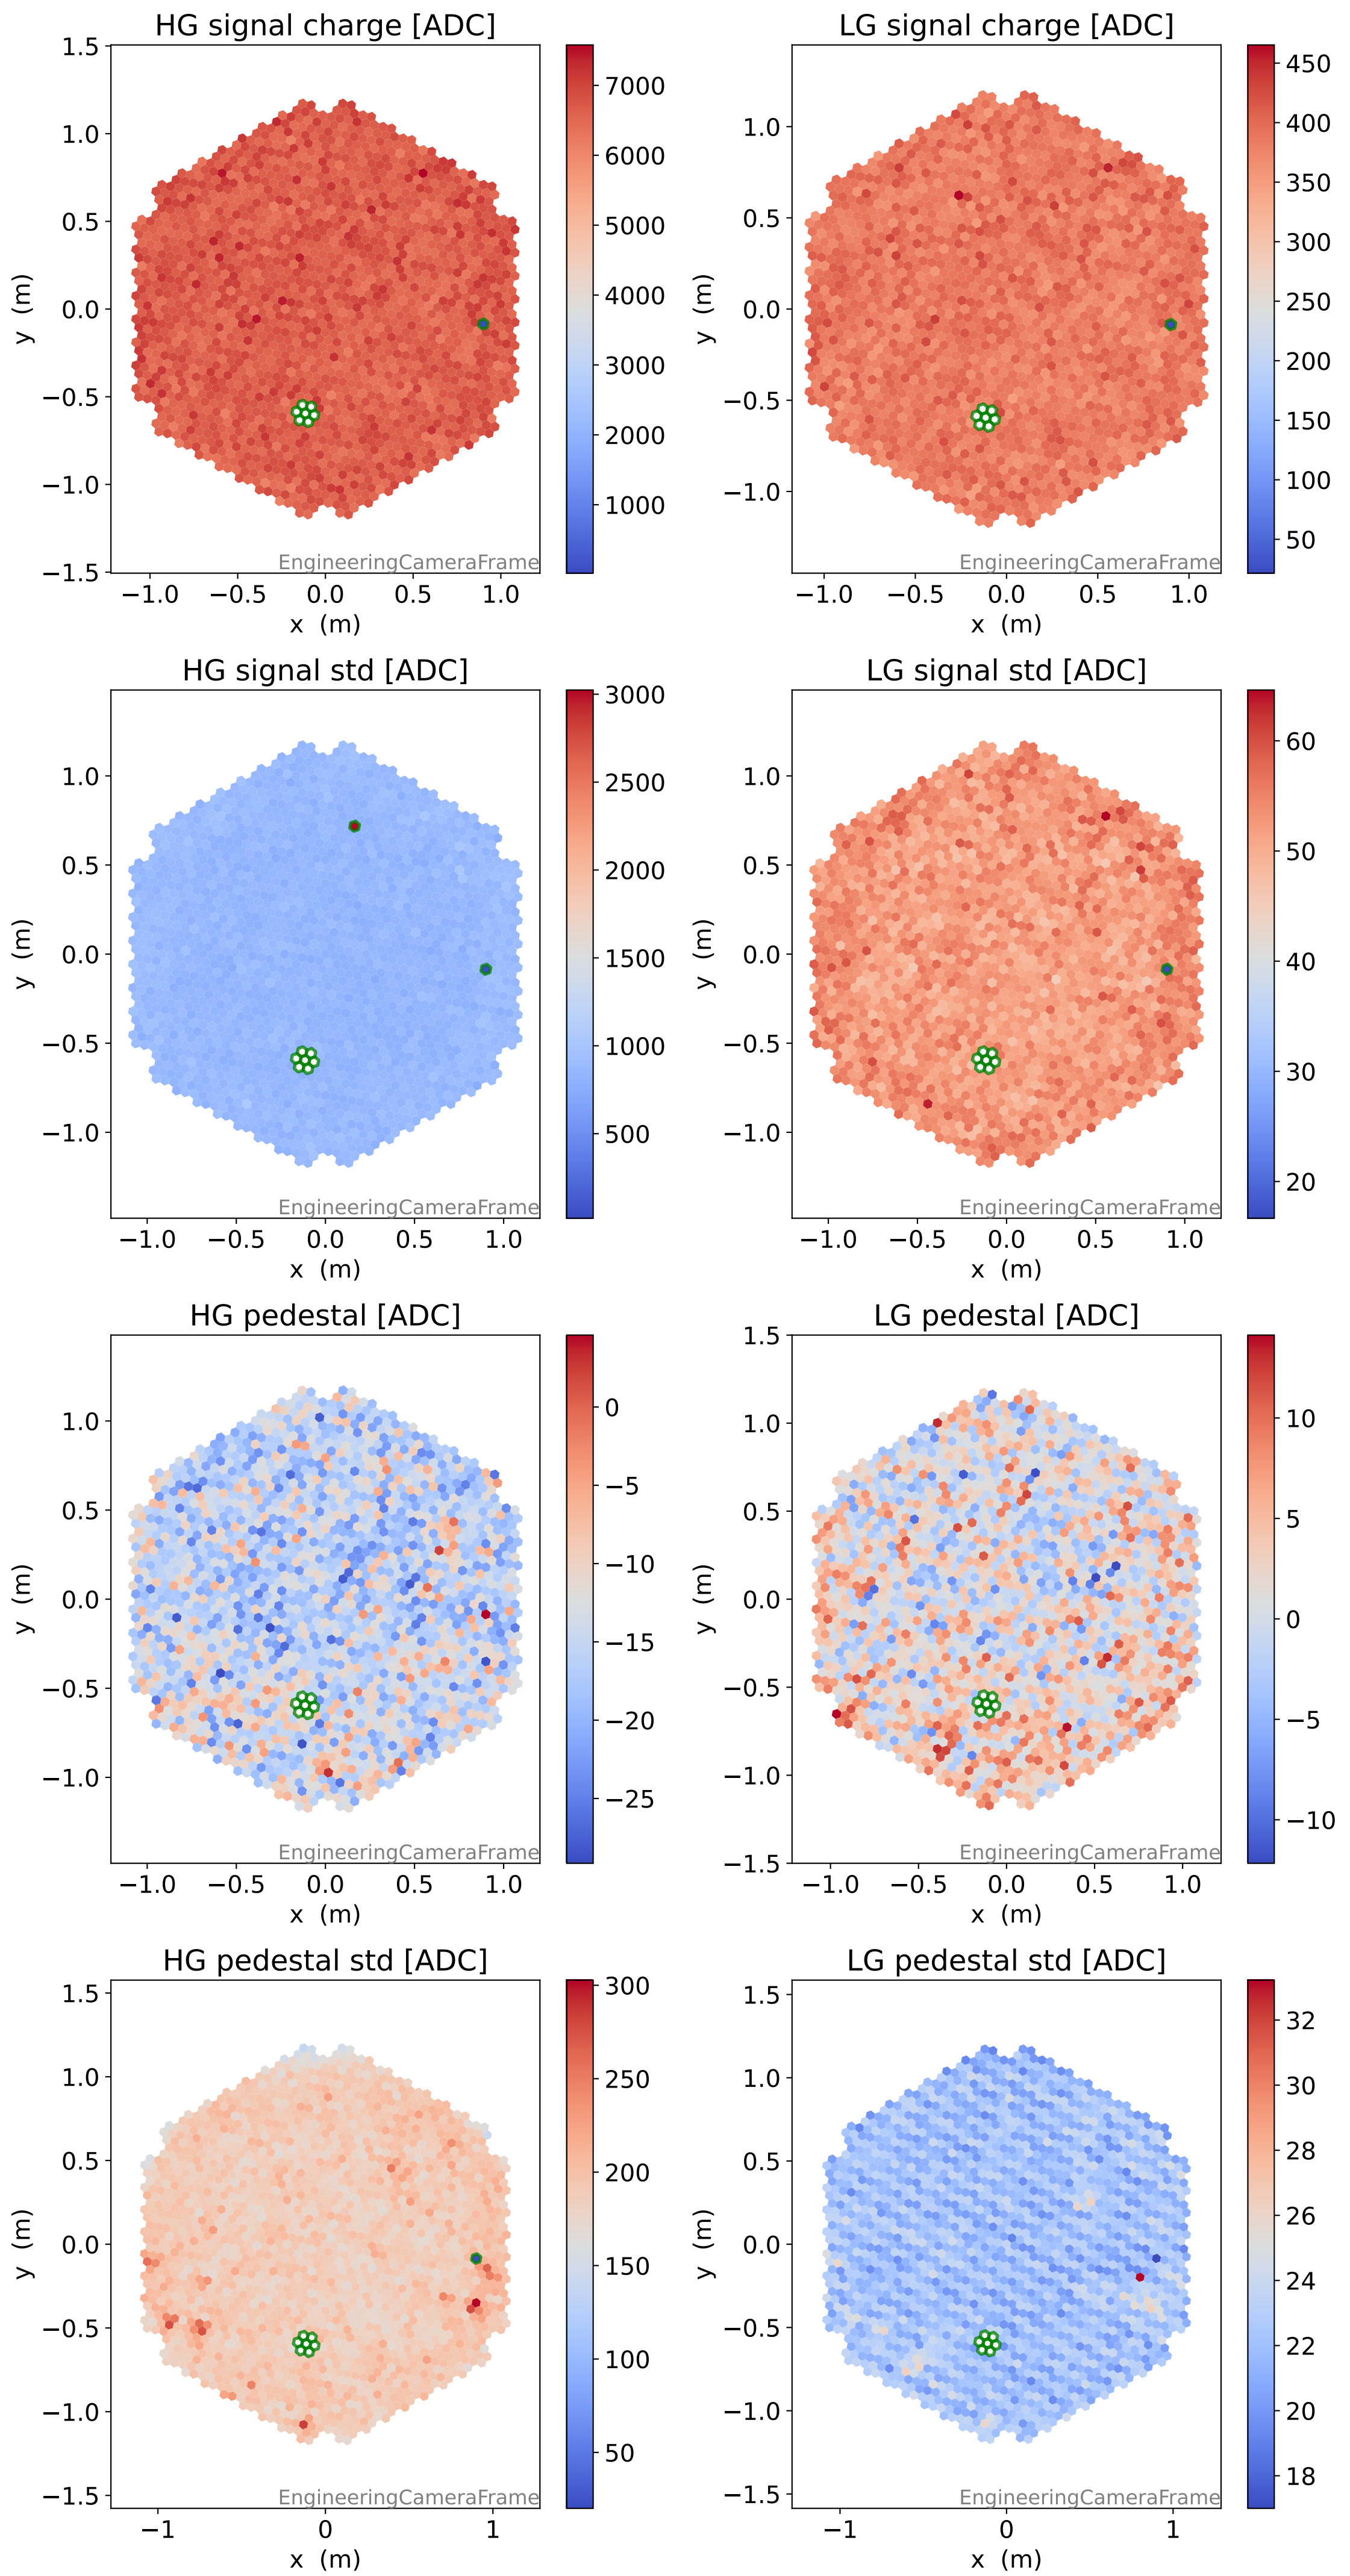 HG signal charge [ADC]
1.5
1.0
0.5
0.0
−0.5
−1.0
−1.5
y (m)
EngineeringCameraFrame
−1.0 −0.5 0.0 0.5 1.0
x (m)
7000
6000
5000
4000
3000
2000
1000
LG signal charge [ADC]
1.0
0.5
0.0
−0.5
−1.0
y (m)
EngineeringCameraFrame
−1.0 −0.5 0.0 0.5 1.0
x (m)
450
400
350
300
250
200
150
100
50
HG signal std [ADC]
1.0
0.5
0.0
−0.5
−1.0
y (m)
EngineeringCameraFrame
−1.0 −0.5 0.0 0.5 1.0
x (m)
3000
2500
2000
1500
1000
500
LG signal std [ADC]
1.0
0.5
0.0
−0.5
−1.0
y (m)
EngineeringCameraFrame
−1.0 −0.5 0.0 0.5 1.0
x (m)
60
50
40
30
20
HG pedestal [ADC]
1.0
0.5
0.0
−0.5
−1.0
y (m)
EngineeringCameraFrame
−1.0 −0.5 0.0 0.5 1.0
x (m)
0
−5
−10
−15
−20
−25
LG pedestal [ADC]
1.5
1.0
0.5
0.0
−0.5
−1.0
−1.5
y (m)
EngineeringCameraFrame
−1.0 −0.5 0.0 0.5 1.0
x (m)
10
5
0
−5
−10
HG pedestal std [ADC]
1.5
1.0
0.5
0.0
−0.5
−1.0
−1.5
y (m)
EngineeringCameraFrame
−1 0 1
x (m)
300
250
200
150
100
50
LG pedestal std [ADC]
1.5
1.0
0.5
0.0
−0.5
−1.0
−1.5
y (m)
EngineeringCameraFrame
−1 0 1
x (m)
32
30
28
26
24
22
20
18